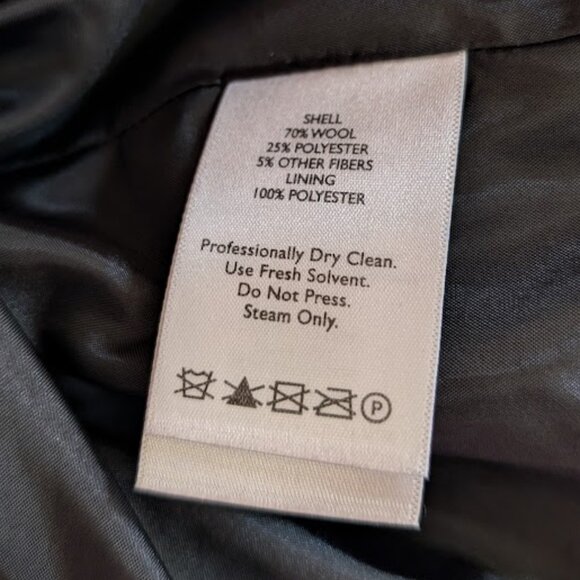 SHELL
70% WOOL
25% POLYESTER
5% OTHER FIBERS
LINING
100% POLYESTER
Professionally Dry Clean.
Use Fresh Solvent.
Do Not Press.
Steam Only.
P